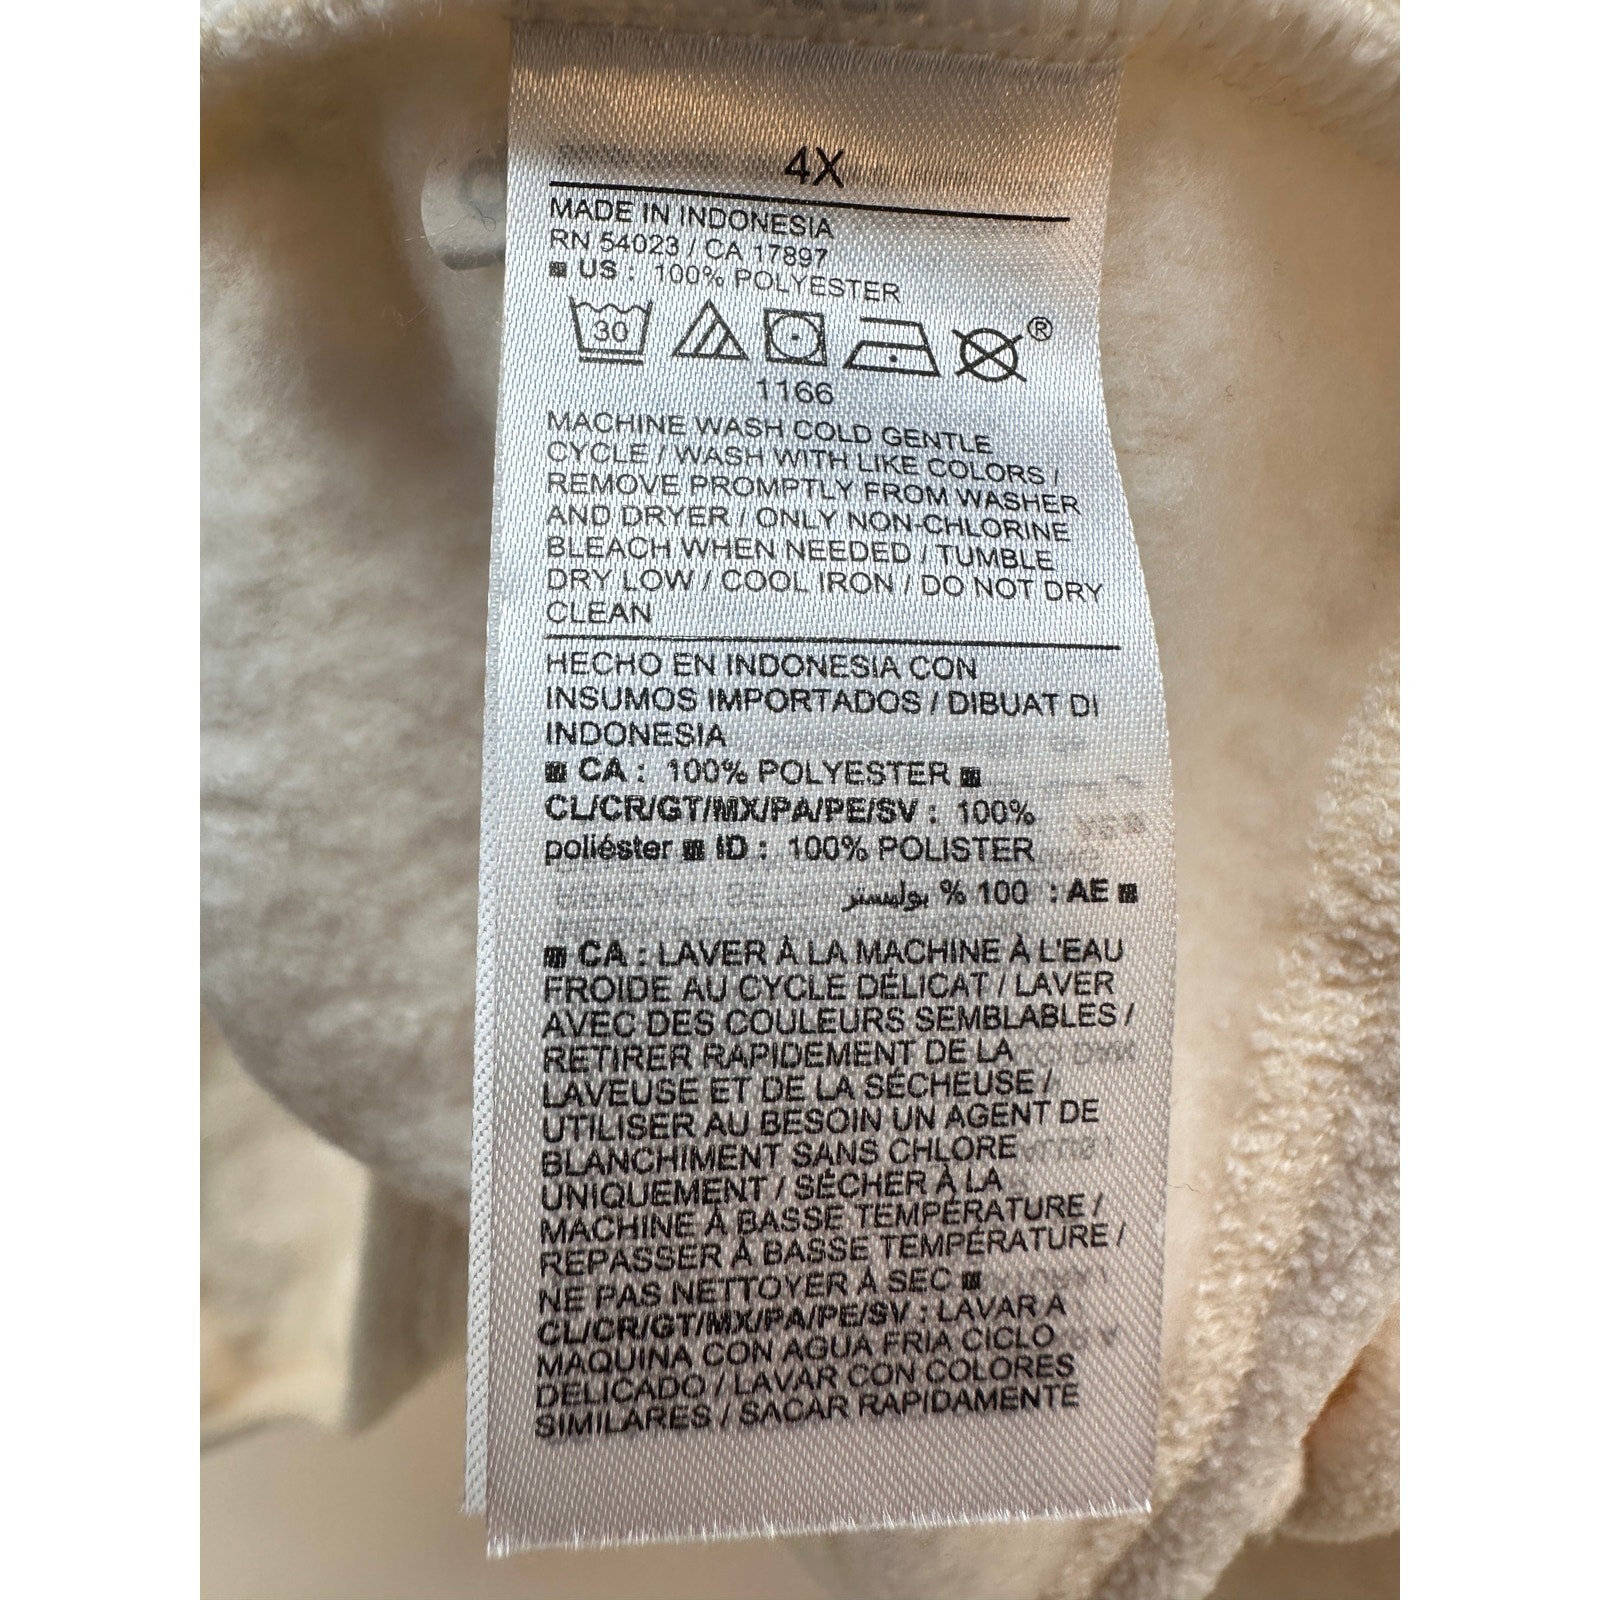 4X
MADE IN INDONESIA
RN 54023 / CA 17897
■ US : 100% POLYESTER
30 ®
1166
MACHINE WASH COLD GENTLE
CYCLE / WASH WITH LIKE COLORS /
REMOVE PROMPTLY FROM WASHER
AND DRYER / ONLY NON-CHLORINE
BLEACH WHEN NEEDED / TUMBLE
DRY LOW / COOL IRON / DO NOT DRY
CLEAN
HECHO EN INDONESIA CON
INSUMOS IMPORTADOS / DIBUAT DI
INDONESIA
■ CA : 100% POLYESTER ■
CL/CR/GT/MX/PA/PE/SV : 100%
poliéster ■ ID : 100% POLISTER
■ AE : 100 % بوليستر
■ CA : LAVER À LA MACHINE À L'EAU
FROIDE AU CYCLE DÉLICAT / LAVER
AVEC DES COULEURS SEMBLABLES /
RETIRER RAPIDEMENT DE LA
LAVEUSE ET DE LA SÉCHEUSE /
UTILISER AU BESOIN UN AGENT DE
BLANCHIMENT SANS CHLORE
UNIQUEMENT / SÉCHER À LA
MACHINE À BASSE TEMPÉRATURE /
REPASSER À BASSE TEMPÉRATURE /
NE PAS NETTOYER À SEC ■
CL/CR/GT/MX/PA/PE/SV : LAVAR A
MAQUINA CON AGUA FRIA CICLO
DELICADO / LAVAR CON COLORES
SIMILARES / SACAR RAPIDAMENTE